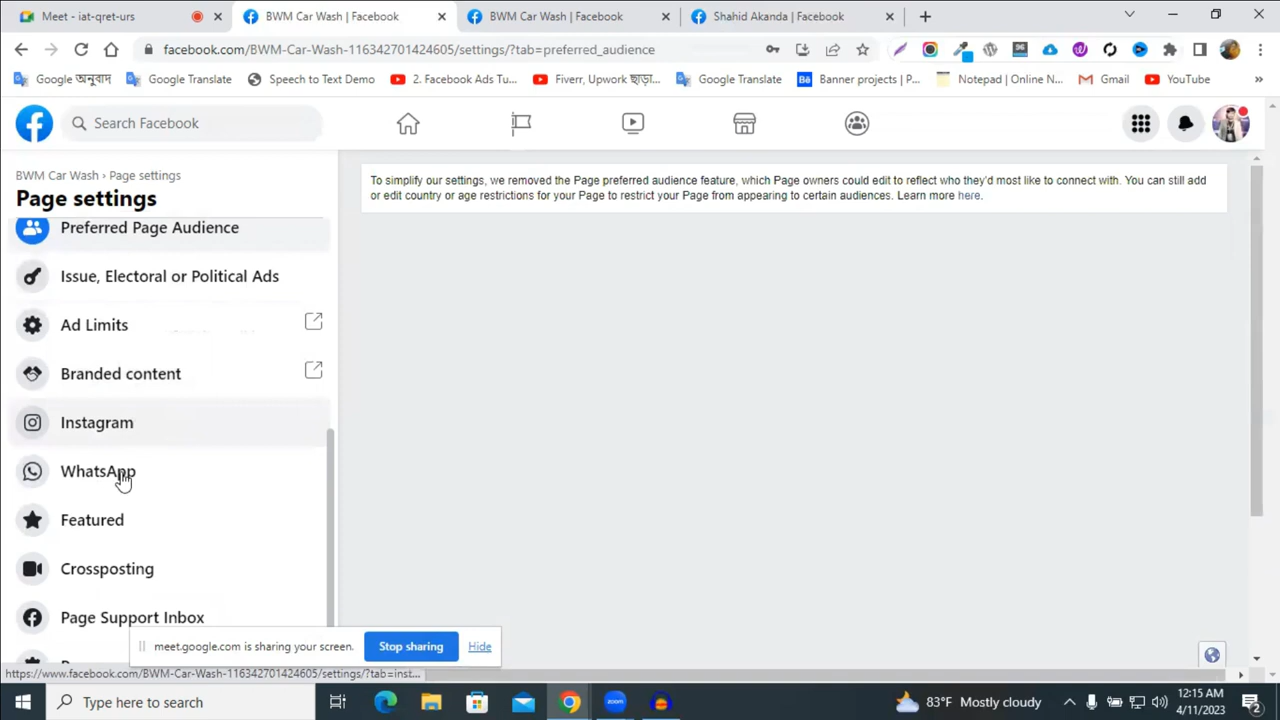 Meet - iat-qret-urs
BWM Car Wash | Facebook
BWM Car Wash | Facebook
Shahid Akanda | Facebook
facebook.com/BWM-Car-Wash-116342701424605/settings/?tab=preferred_audience
Google অনুবাদ
Google Translate
Speech to Text Demo
2. Facebook Ads Tu...
Fiverr, Upwork ছাড়া...
Google Translate
Banner projects | P...
Notepad | Online N...
Gmail
YouTube
Search Facebook
BWM Car Wash › Page settings
Page settings
Preferred Page Audience
Issue, Electoral or Political Ads
Ad Limits
Branded content
Instagram
WhatsApp
Featured
Crossposting
Page Support Inbox
To simplify our settings, we removed the Page preferred audience feature, which Page owners could edit to reflect who they'd most like to connect with. You can still add
or edit country or age restrictions for your Page to restrict your Page from appearing to certain audiences. Learn more here.
meet.google.com is sharing your screen.
Stop sharing
Hide
https://www.facebook.com/BWM-Car-Wash-116342701424605/settings/?tab=inst...
Type here to search
zoom
83°F Mostly cloudy
12:15 AM
4/11/2023
2